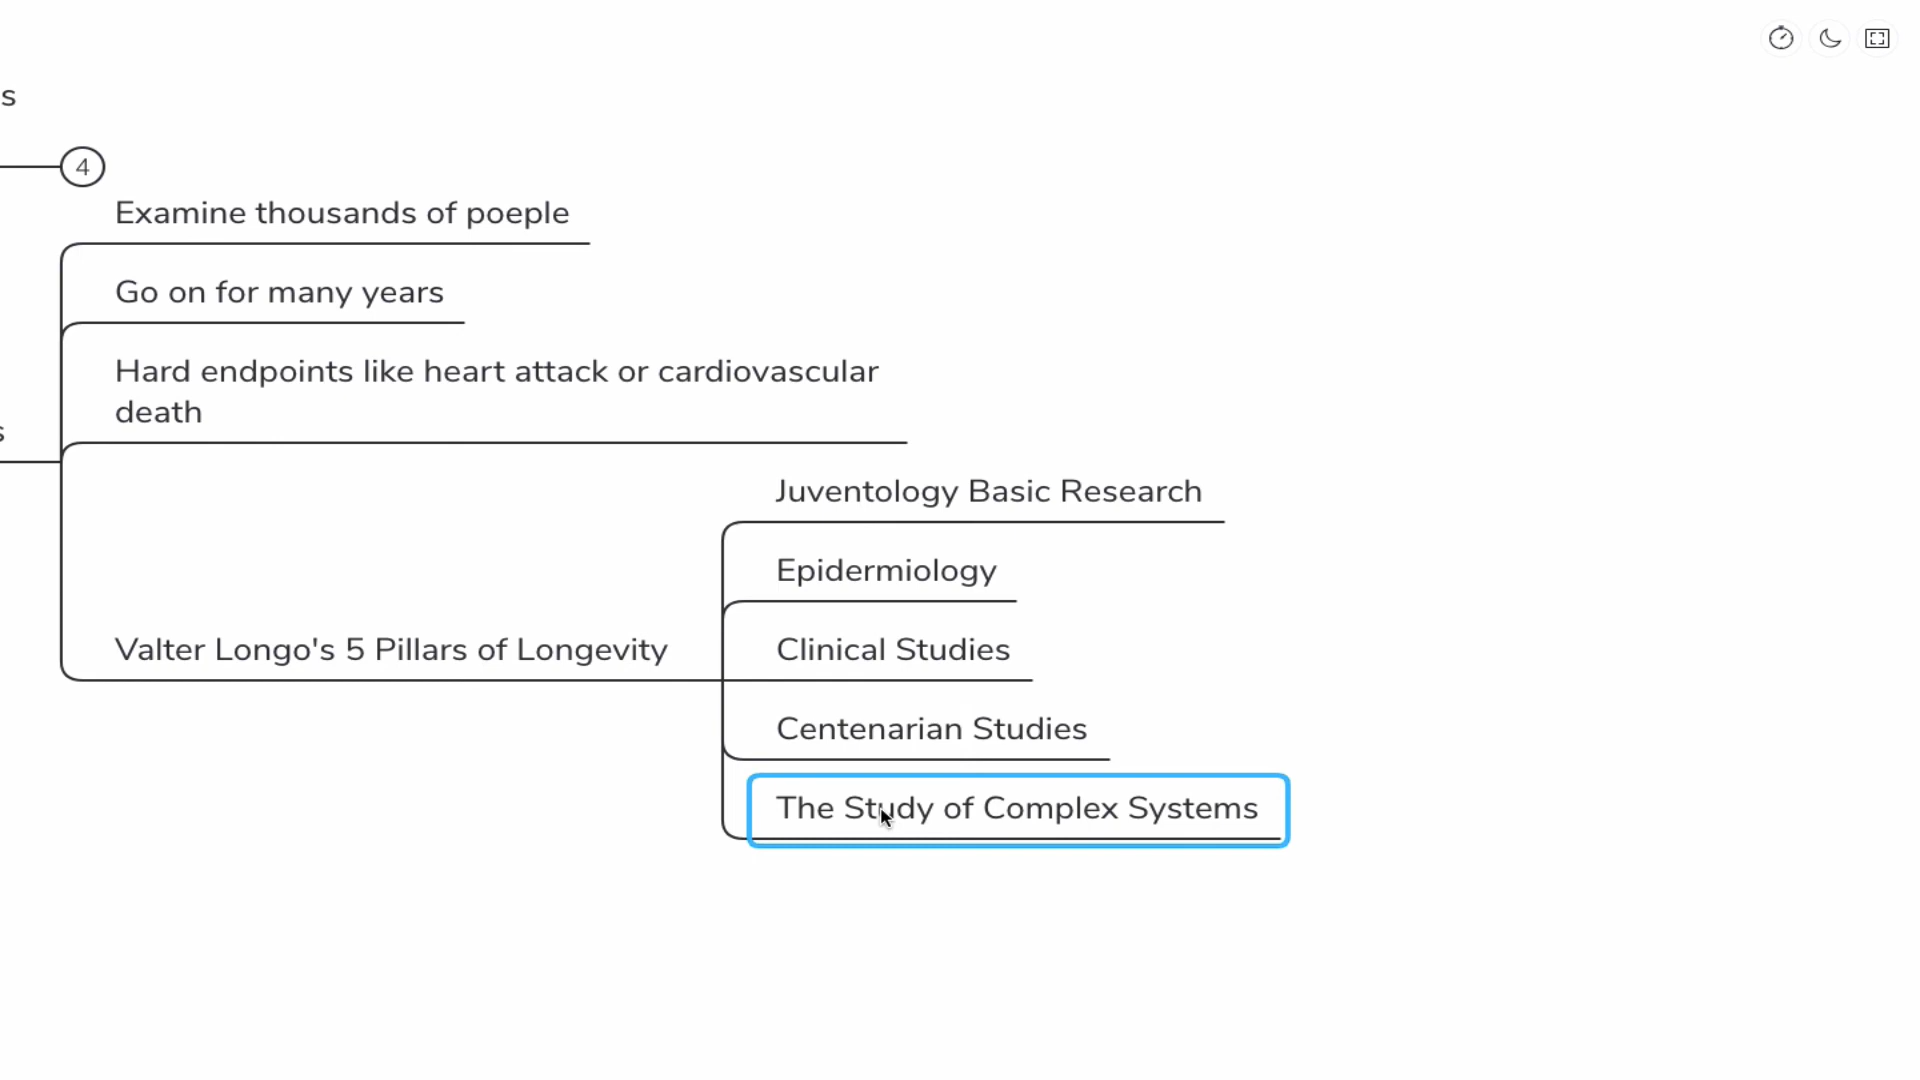 s
4
Examine thousands of poeple
Go on for many years
Hard endpoints like heart attack or cardiovascular
death
s
Juventology Basic Research
Epidermiology
Valter Longo's 5 Pillars of Longevity
Clinical Studies
Centenarian Studies
The Study of Complex Systems